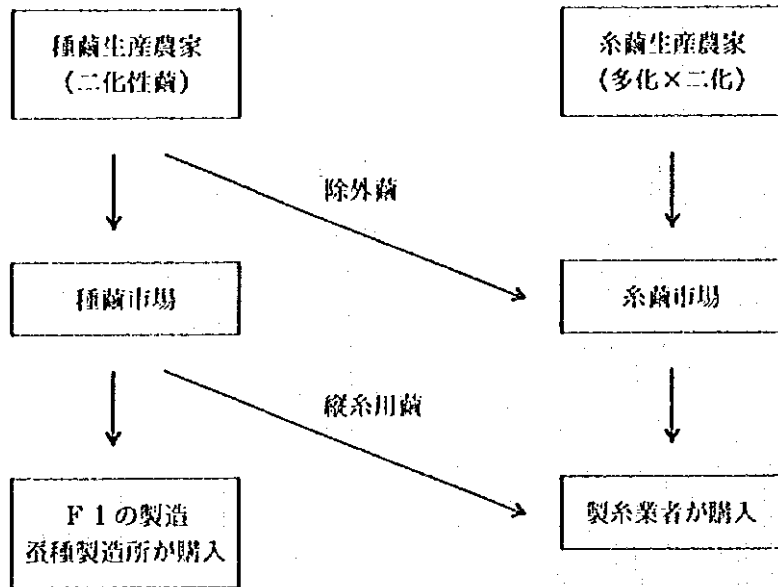 種繭生産農家
(二化性繭)
糸繭生産農家
(多化×二化)
除外繭
種繭市場
糸繭市場
縦糸用繭
F1の製造
蚕種製造所が購入
製糸業者が購入